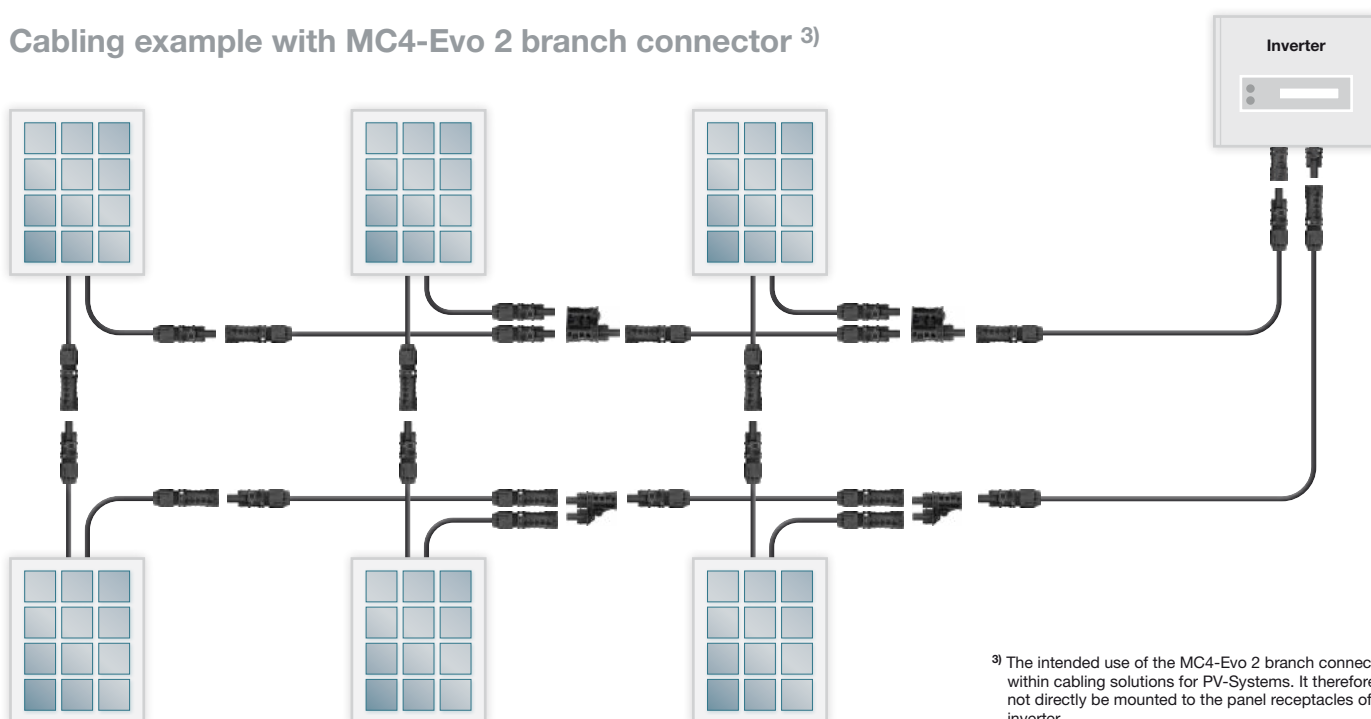 Cabling example with MC4-Evo 2 branch connector 3)
Inverter
3) The intended use of the MC4-Evo 2 branch
within cabling solutions for PV-Systems. It therefore
not directly be mounted to the panel receptacles of
inverter